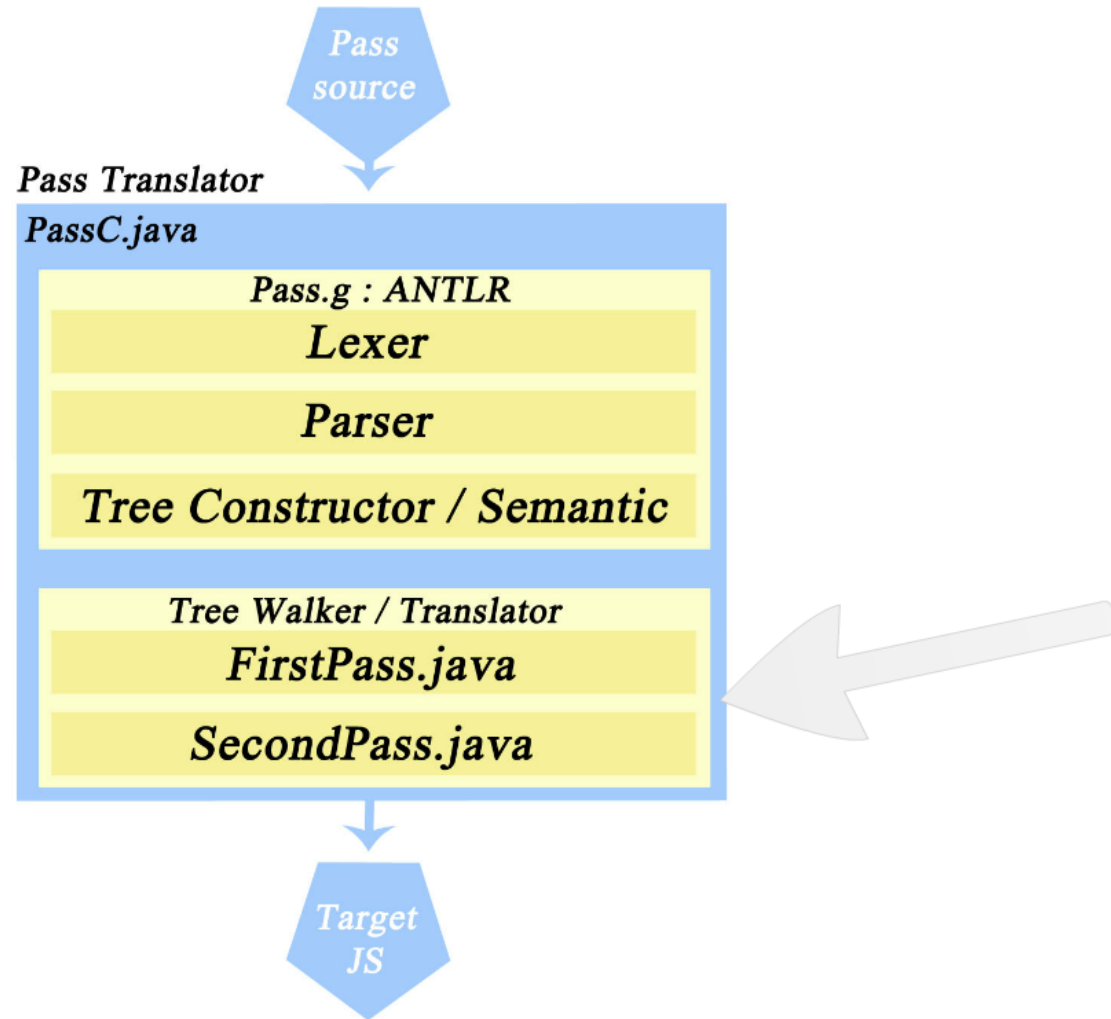 Pass
source
Pass Translator
PassC.java
Pass.g : ANTLR
Lexer
Parser
Tree Constructor / Semantic
Tree Walker / Translator
FirstPass.java
SecondPass.java
Target
JS